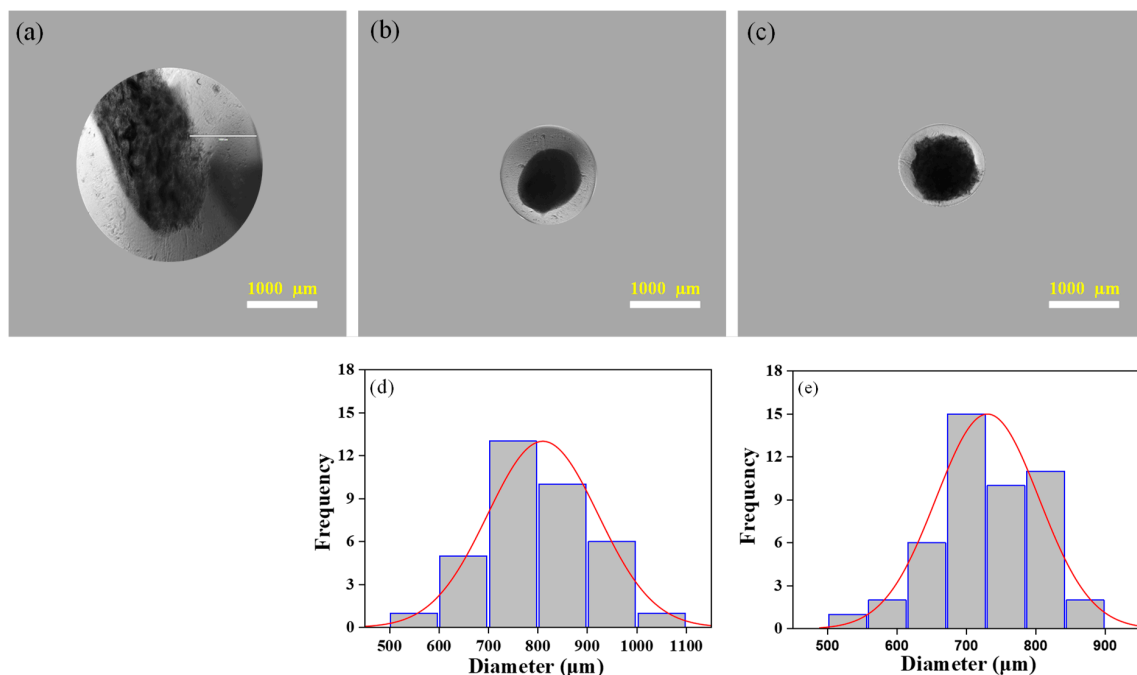 (a)
(b)
(c)
1000 µm
1000 µm
1000 µm
(d)
18
15
12
9
6
3
0
Frequency
500 600 700 800 900 1000 1100
Diameter (µm)
(e)
18
15
12
9
6
3
0
Frequency
500 600 700 800 900
Diameter (µm)